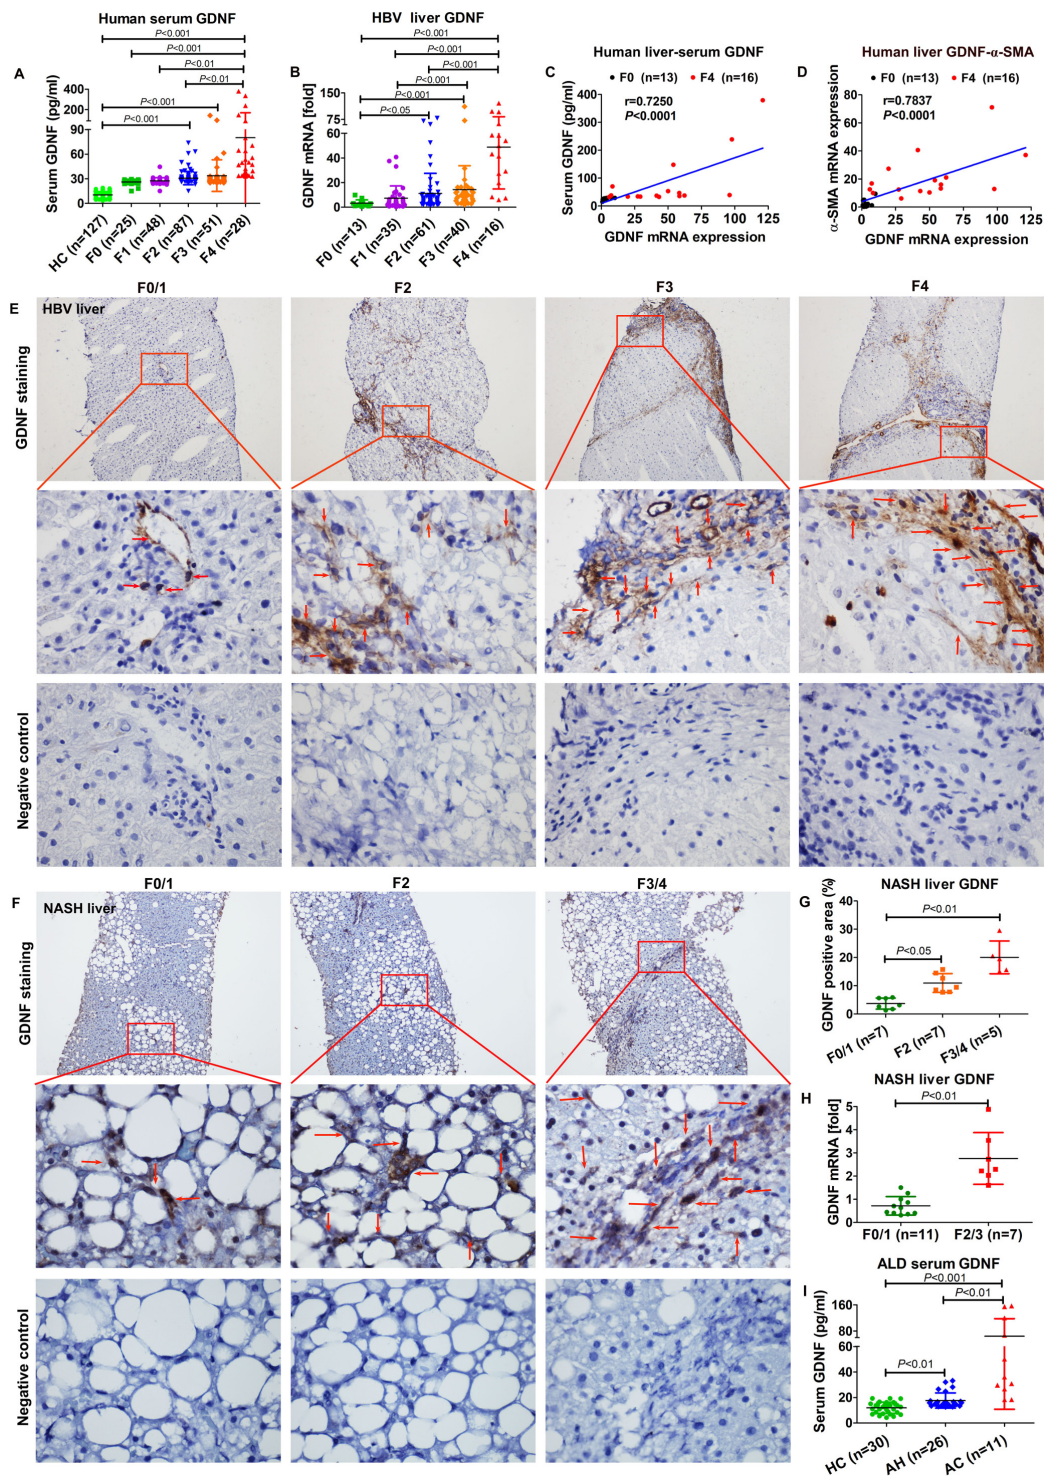 Human serum GDNF
P<0.001
P<0.001
P<0.01
P<0.01
P<0.001
P<0.001
A
Serum GDNF (pg/ml)
400
200
90
60
30
0
HC (n=127)
F0 (n=25)
F1 (n=48)
F2 (n=87)
F3 (n=51)
F4 (n=28)
HBV liver GDNF
P<0.001
P<0.001
P<0.01
P<0.001
P<0.001
P<0.05
B
GDNF mRNA [fold]
150
75
60
40
20
0
F0 (n=13)
F1 (n=35)
F2 (n=61)
F3 (n=40)
F4 (n=16)
Human liver-serum GDNF
C
F0 (n=13)
F4 (n=16)
r=0.7250
P<0.0001
Serum GDNF (pg/ml)
400
300
200
100
0
0 25 50 75 100 125
GDNF mRNA expression
Human liver GDNF-α-SMA
D
F0 (n=13)
F4 (n=16)
r=0.7837
P<0.0001
α-SMA mRNA expression
80
60
40
20
0
0 25 50 75 100 125
GDNF mRNA expression
E
F0/1 F2 F3 F4
HBV liver
GDNF staining
Negative control
F
F0/1 F2 F3/4
NASH liver
GDNF staining
Negative control
G
NASH liver GDNF
P<0.01
P<0.05
GDNF positive area (%)
40
30
20
10
0
F0/1 (n=7)
F2 (n=7)
F3/4 (n=5)
H
NASH liver GDNF
P<0.01
GDNF mRNA [fold]
5
4
3
2
1
0
F0/1 (n=11) F2/3 (n=7)
I
ALD serum GDNF
P<0.001
P<0.01
P<0.01
Serum GDNF (pg/ml)
160
80
60
40
20
0
HC (n=30)
AH (n=26)
AC (n=11)